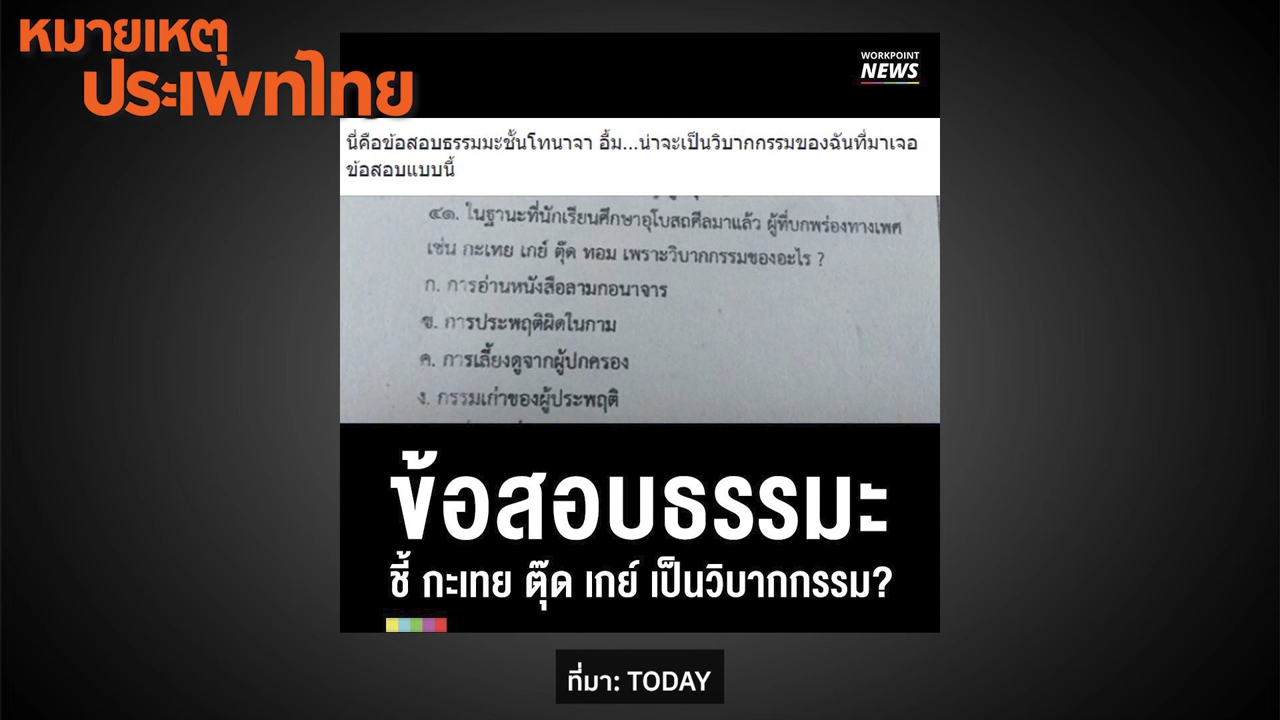 หมายเหตุ
ประเพทไทย
WORKPOINT
NEWS
นี่คือข้อสอบธรรมมะชั้นโทนาจา อื้ม...น่าจะเป็นวิบากกรรมของฉันที่มาเจอ
ข้อสอบแบบนี้
๔๑. ในฐานะที่นักเรียนศึกษาอุโบสถศีลมาแล้ว ผู้ที่บกพร่องทางเพศ
เช่น กะเทย เกย์ ตุ๊ด ทอม เพราะวิบากกรรมของอะไร ?
ก. การอ่านหนังสือลามกอนาจาร
ข. การประพฤติผิดในกาม
ค. การเลี้ยงดูจากผู้ปกครอง
ง. กรรมเก่าของผู้ประพฤติ
ข้อสอบธรรมะ
ชี้ กะเทย ตุ๊ด เกย์ เป็นวิบากกรรม?
ที่มา: TODAY